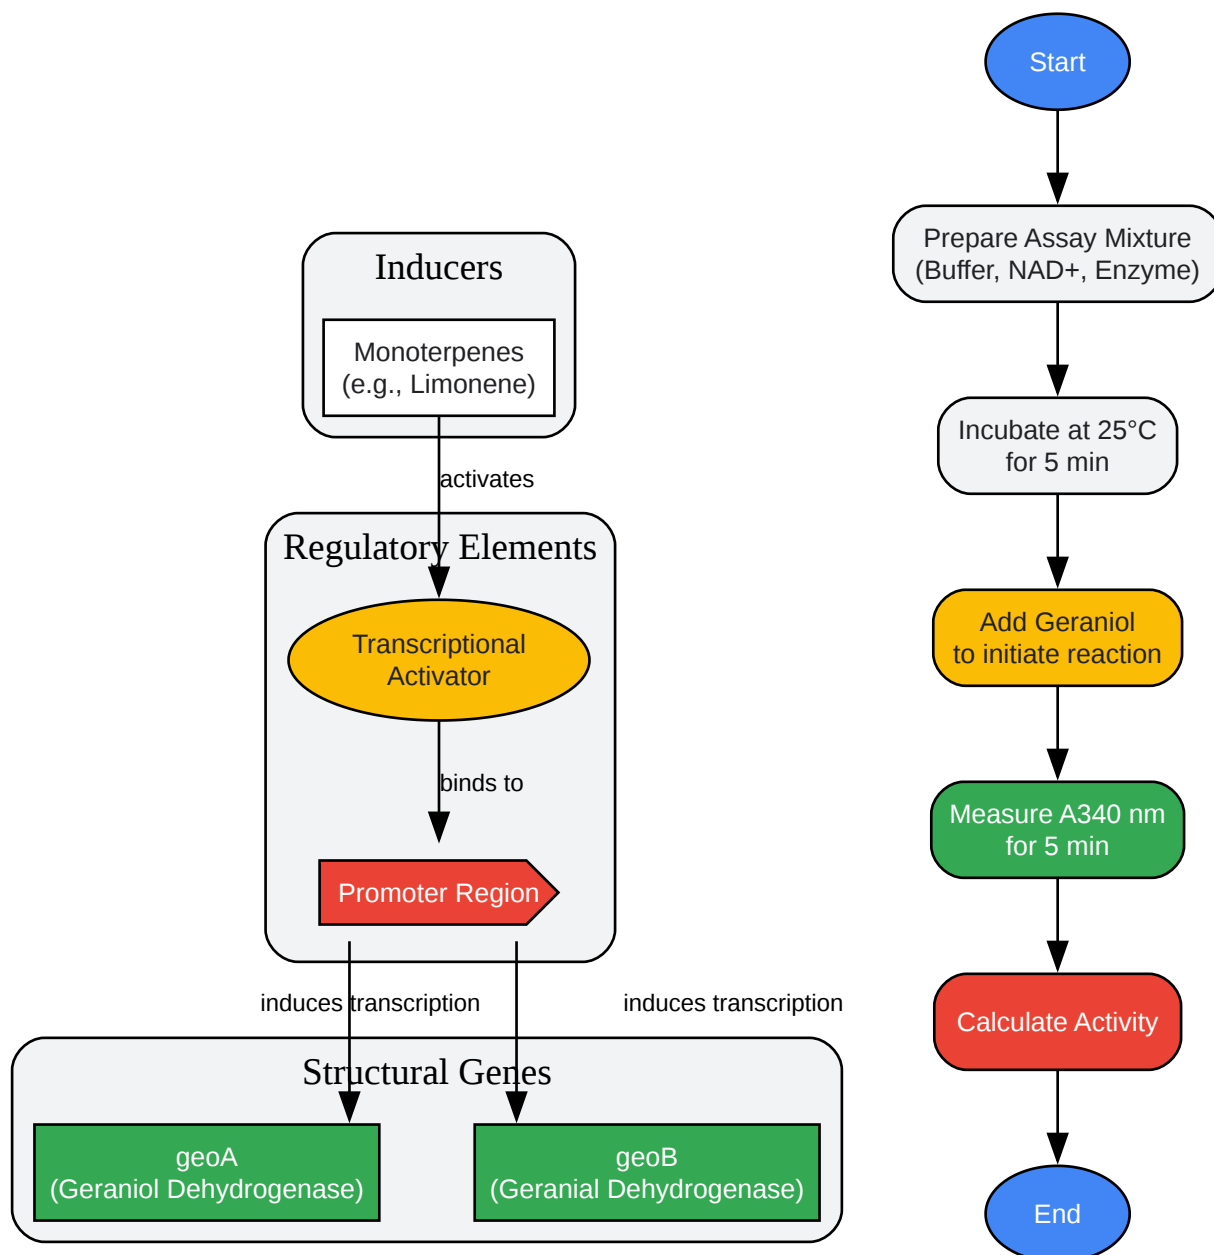 Inducers
Monoterpenes
(e.g., Limonene)
activates
Regulatory Elements
Transcriptional
Activator
binds to
Promoter Region
induces transcription
induces transcription
Structural Genes
geoA
(Geraniol Dehydrogenase)
geoB
(Geranial Dehydrogenase)
Start
Prepare Assay Mixture
(Buffer, NAD+, Enzyme)
Incubate at 25°C
for 5 min
Add Geraniol
to initiate reaction
Measure A340 nm
for 5 min
Calculate Activity
End